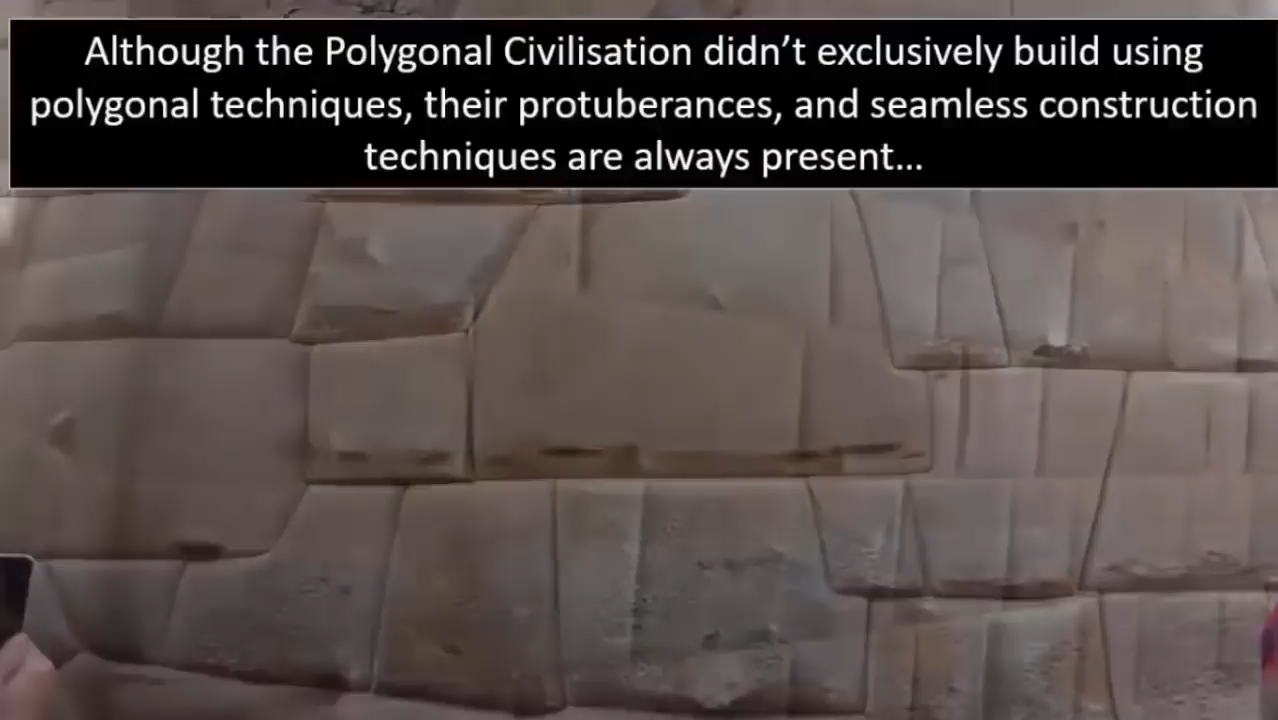 Although the Polygonal Civilisation didn’t exclusively build using
polygonal techniques, their protuberances, and seamless construction
techniques are always present...